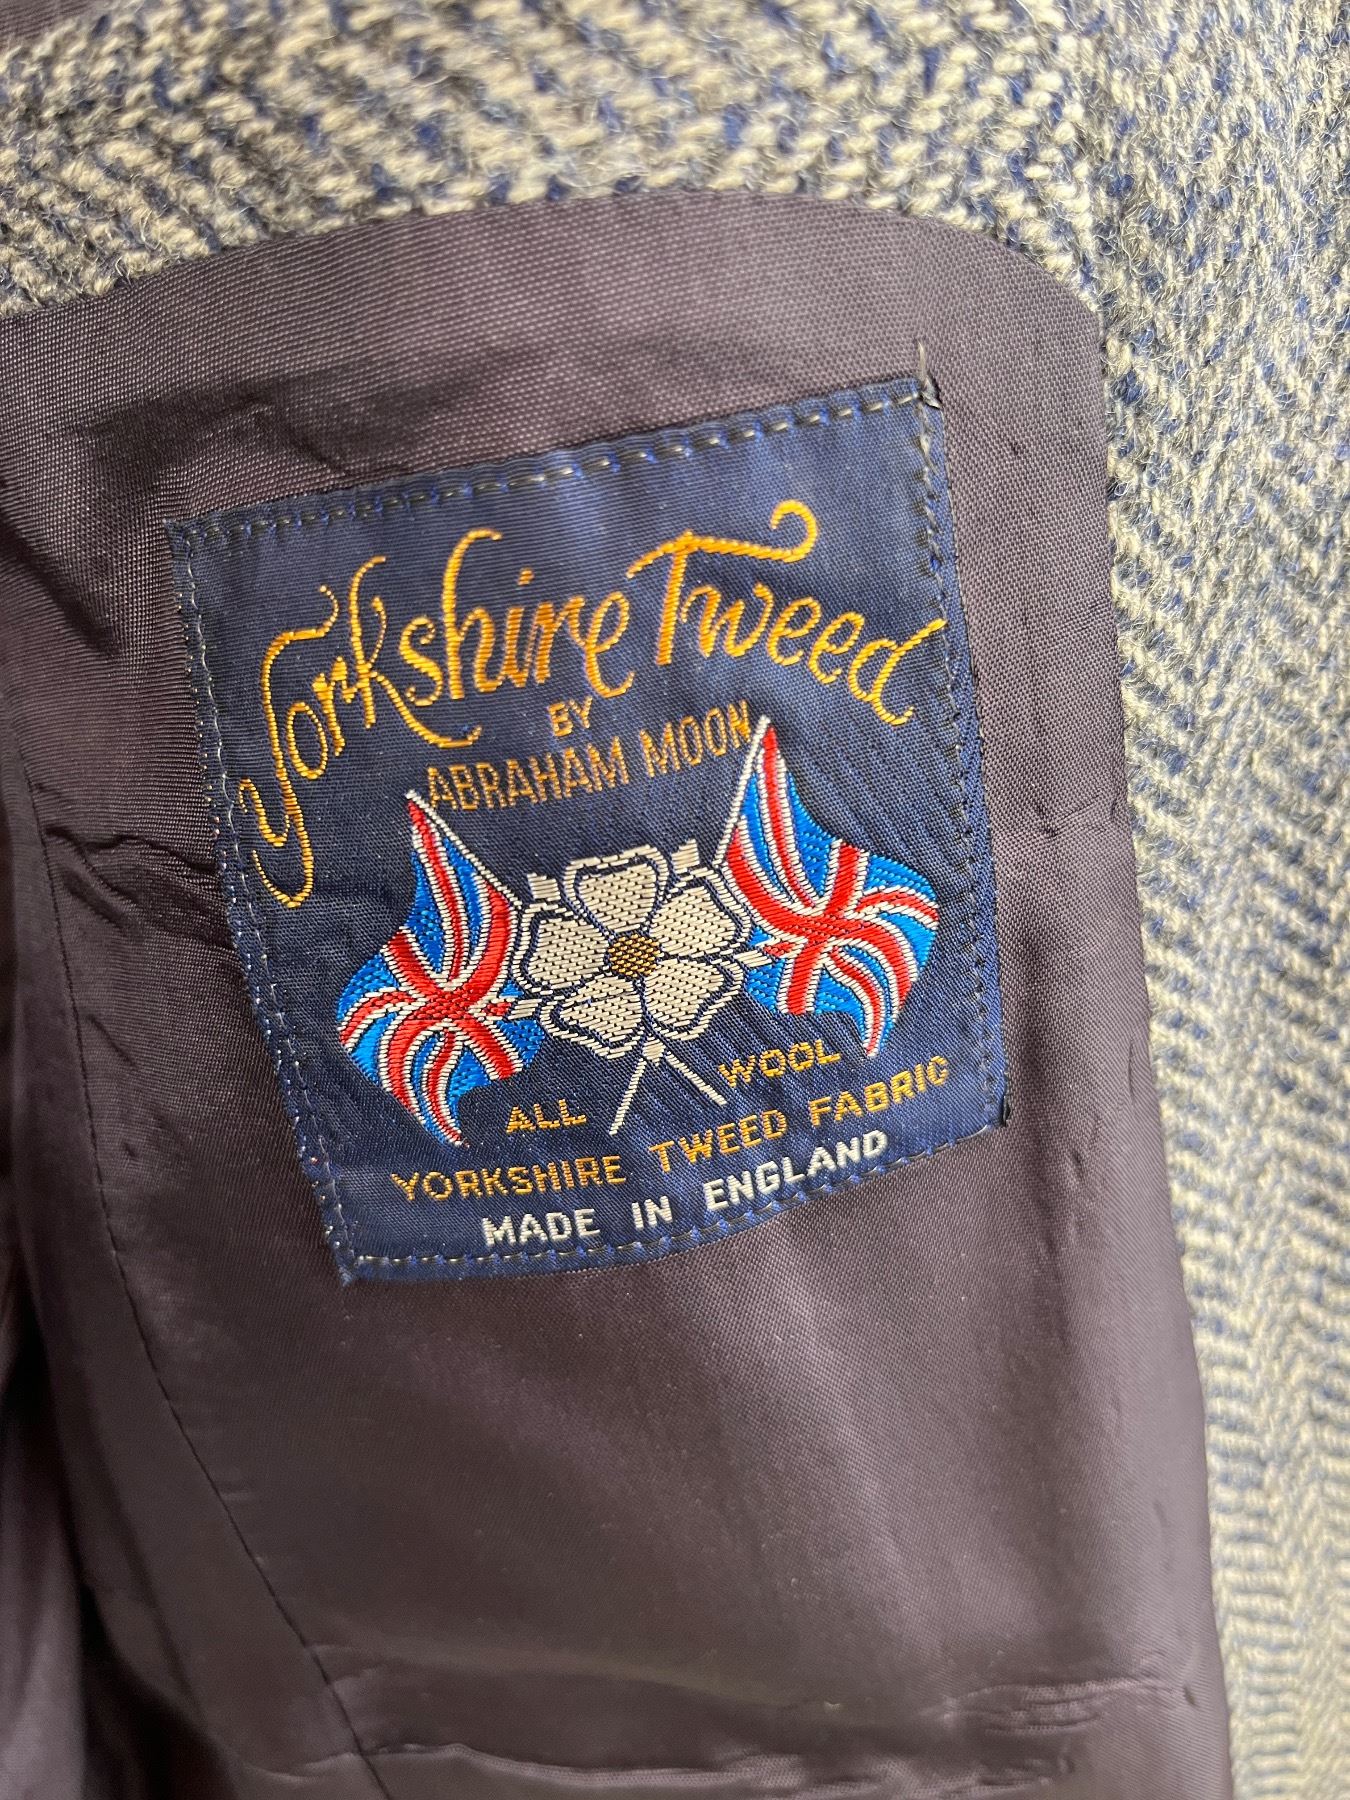 Yorkshire Tweed
BY
ABRAHAM MOON
ALL WOOL
YORKSHIRE TWEED FABRIC
MADE IN ENGLAND